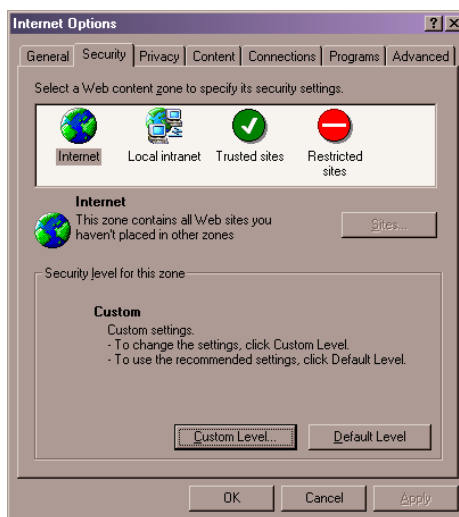 Internet Options
General Security Privacy Content Connections Programs Advanced
Select a Web content zone to specify its security settings.
Internet Local intranet Trusted sites Restricted sites
Internet
This zone contains all Web sites you
haven't placed in other zones
Sites...
Security level for this zone
Custom
Custom settings.
- To change the settings, click Custom Level.
- To use the recommended settings, click Default Level.
Custom Level... Default Level
OK Cancel Apply